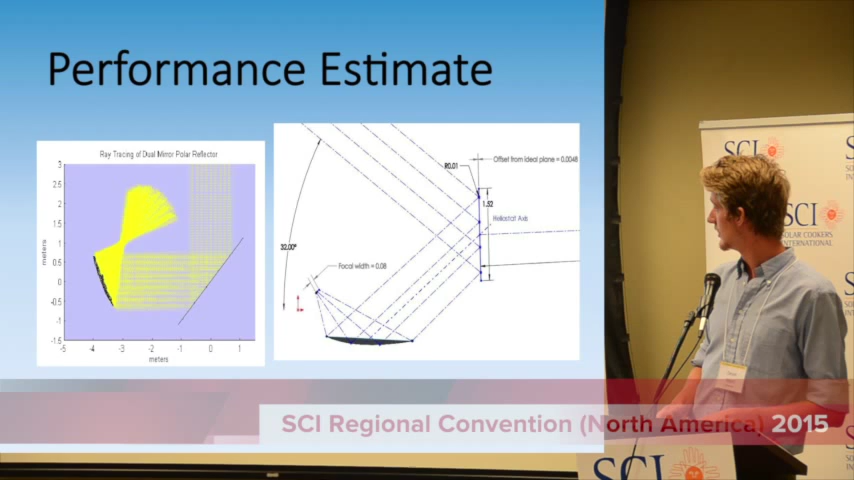 Performance Estimate
Ray Tracing of Dual Mirror Polar Reflector
3
2.5
2
1.5
1
0.5
0
-0.5
-1
-1.5
-5
-4
-3
-2
-1
0
1
meters
meters
R0.01
Offset from ideal plane = 0.0048
1.52
Heliostat Axis
32.00°
Focal width = 0.08
SCI
SCI
SOLAR COOKERS
INTERNATIONAL
SCI Regional Convention (North America) 2015
SCI